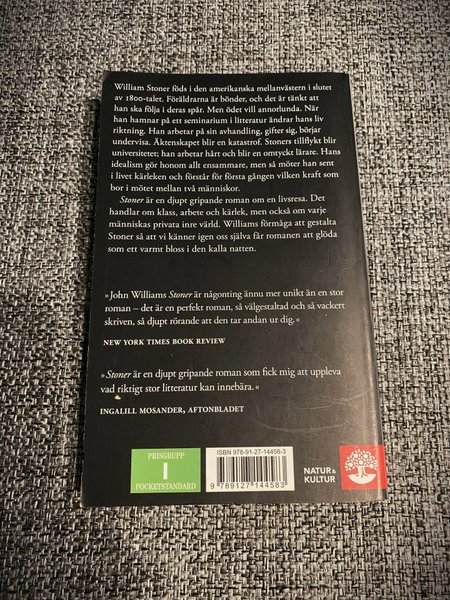 William Stoner föds i den amerikanska mellanvästern i slutet
av 1800-talet. Föräldrarna är bönder, och det är tänkt att
han ska följa i deras spår. Men ödet vill annorlunda. När
han hamnar på ett seminarium i litteratur ändrar hans liv
riktning. Han arbetar på sin avhandling, gifter sig, börjar
undervisa. Äktenskapet blir en katastrof. Stoners tillflykt blir
universitetet; han arbetar hårt och blir en omtyckt lärare. Hans
idealism gör honom allt ensammare, men så möter han sent
i livet kärleken och förstår för första gången vilken kraft som
bor i mötet mellan två människor.
Stoner är en djupt gripande roman om en livsresa. Det
handlar om klass, arbete och kärlek, men också om varje
människas privata inre värld. Williams förmåga att gestalta
Stoner så att vi känner igen oss själva får romanen att glöda
som ett varmt bloss i den kalla natten.
»John Williams Stoner är någonting ännu mer unikt än en stor
roman – det är en perfekt roman, så välgestaltad och så vackert
skriven, så djupt rörande att den tar andan ur dig.«
NEW YORK TIMES BOOK REVIEW
»Stoner är en djupt gripande roman som fick mig att uppleva
vad riktigt stor litteratur kan innebära.«
INGALILL MOSANDER, AFTONBLADET
PRISGRUPP
I
POCKETSTANDARD
ISBN 978-91-27-14458-3
9 789127 144583
NATUR &
KULTUR